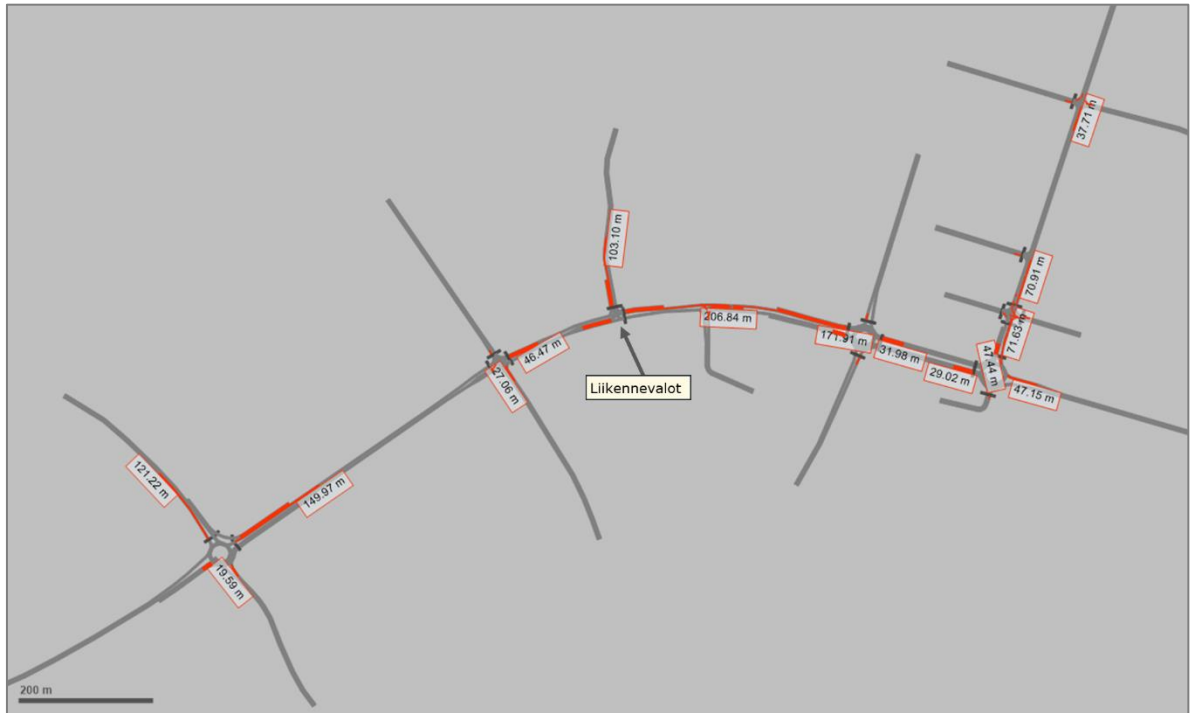 37.71 m
103.10 m
70.91 m
206.84 m
71.63 m
171.91 m
46.47 m
31.98 m
47.44 m
29.02 m
27.06 m
Liikennevalot
47.15 m
121.22 m
149.97 m
19.59 m
200 m